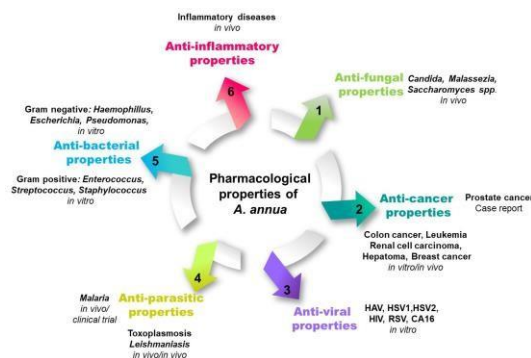 Inflammatory diseases
in vivo
Anti-inflammatory
properties
6
Anti-fungal
properties
1
Candida, Malassezia,
Saccharomyces spp.
in vivo
Gram negative: Haemophillus,
Escherichia, Pseudomonas,
in vitro
Anti-bacterial
properties
5
Gram positive: Enterococcus,
Streptococcus, Staphylococcus
in vitro
Pharmacological
properties of
A. annua
2
Anti-cancer
properties
Prostate cancer
Case report
Colon cancer, Leukemia
Renal cell carcinoma,
Hepatoma, Breast cancer
in vitro/in vivo
4
Malaria
in vivo/
clinical trial
Anti-parasitic
properties
Toxoplasmosis
Leishmaniasis
in vivo/in vivo
3
Anti-viral
properties
HAV, HSV1,HSV2,
HIV, RSV, CA16
in vitro